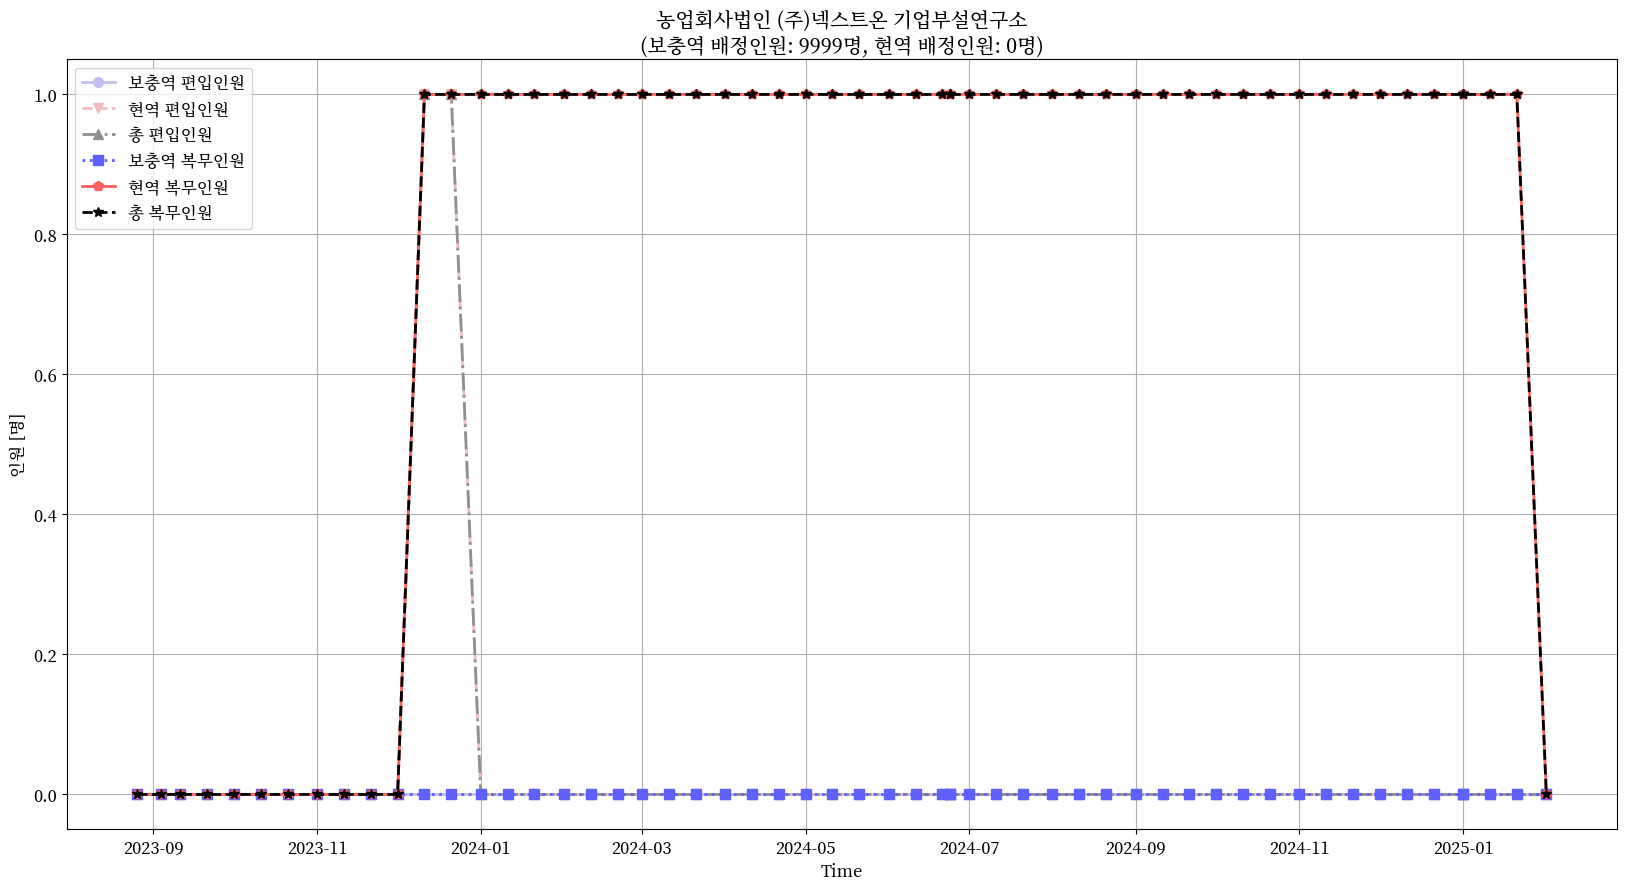 농업회사법인 (주)넥스트온 기업부설연구소
(보충역 배정인원: 9999명, 현역 배정인원: 0명)
보충역 편입인원
현역 편입인원
총 편입인원
보충역 복무인원
현역 복무인원
총 복무인원
1.0
0.8
0.6
0.4
0.2
0.0
인원 [명]
2023-09
2023-11
2024-01
2024-03
2024-05
2024-07
2024-09
2024-11
2025-01
Time